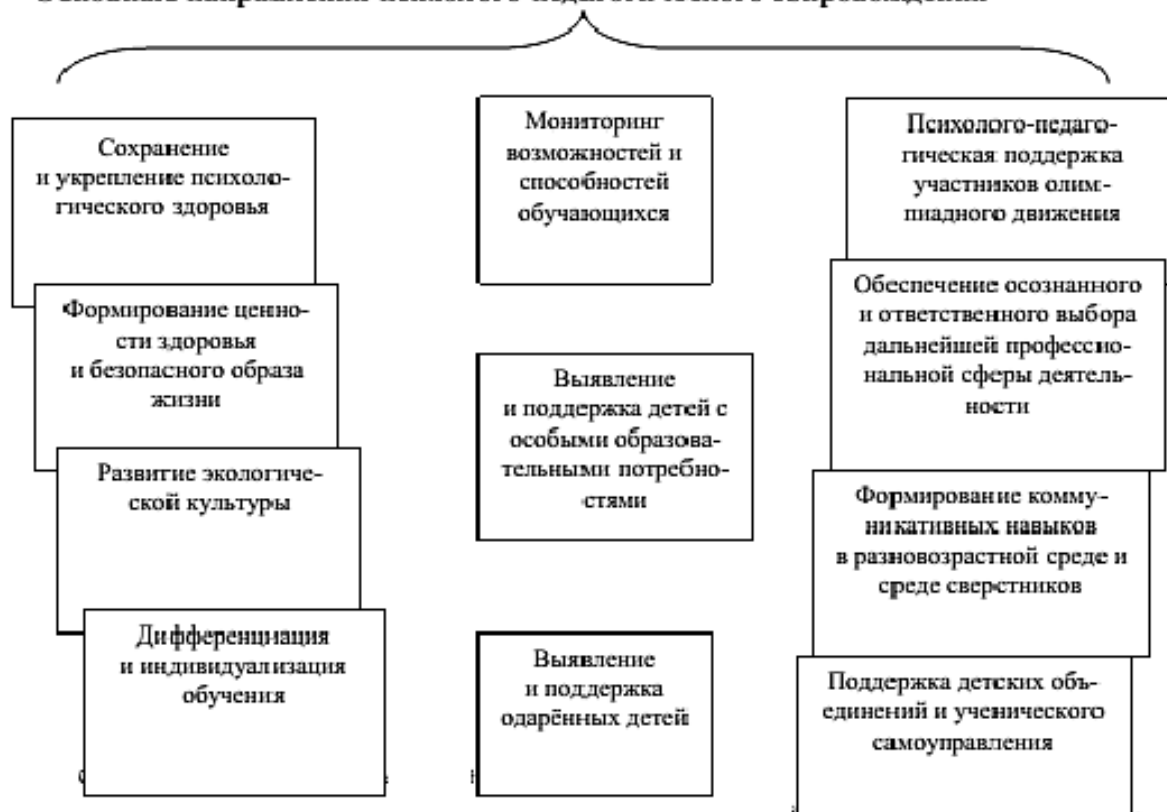 Сохранение
и укрепление психоло-
гического здоровья
Формирование ценно-
сти здоровья
и безопасного образа
жизни
Развитие экологиче-
ской культуры
Дифференциация
и индивидуализация
обучения
Мониторинг
возможностей и
способностей
обучающихся
Выявление
и поддержка детей с
особыми образова-
тельными потребно-
стями
Выявление
и поддержка
одарённых детей
Психолого-педаго-
гическая поддержка
участников олим-
пиадного движения
Обеспечение осознанного
и ответственного выбора
дальнейшей профессио-
нальной сферы деятель-
ности
Формирование комму-
никативных навыков
в разновозрастной среде и
среде сверстников
Поддержка детских объ-
единений и ученического
самоуправления